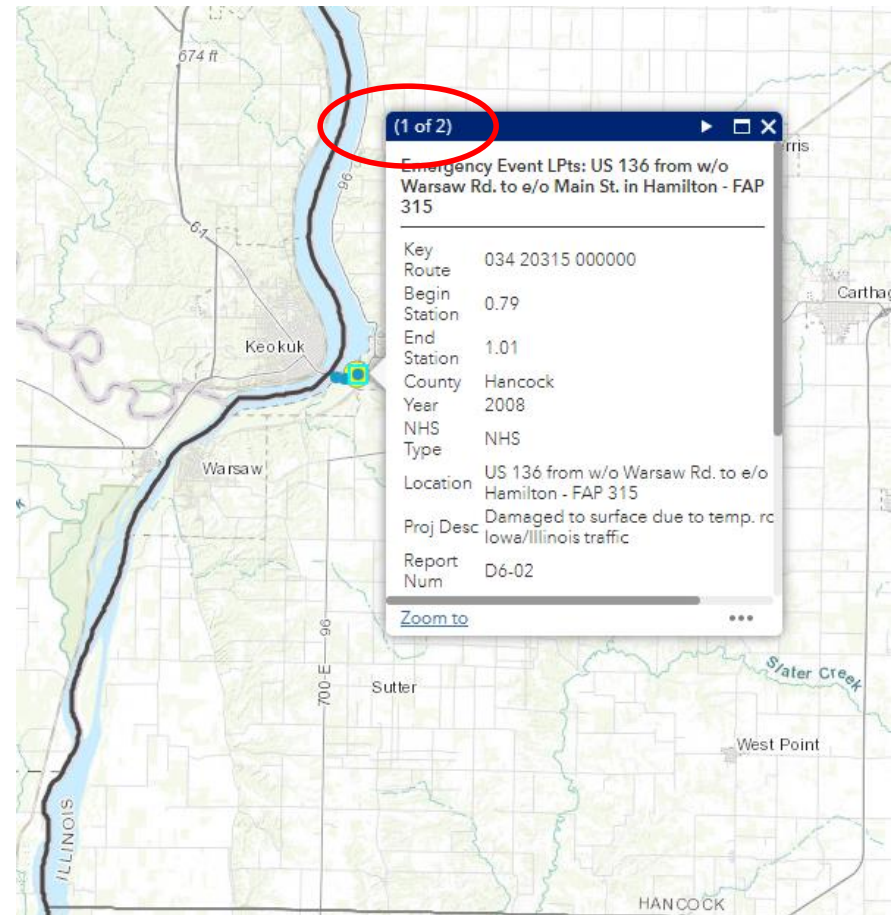 674 ft
(1 of 2)
rris
Emergency Event LPts: US 136 from w/o
Warsaw Rd. to e/o Main St. in Hamilton - FAP
315
96
61
Key
Route
034 20315 000000
Begin
Station
0.79
Carthag
End
Station
1.01
Keokuk
County Hancock
Year 2008
NHS
Type
NHS
Warsaw
Location
US 136 from w/o Warsaw Rd. to e/o
Hamilton - FAP 315
Proj Desc
Damaged to surface due to temp. ro
Iowa/Illinois traffic
Report
Num
D6-02
Zoom to
700-E
96
Sutter
Slater Creek
West Point
ILLINOIS
HANCOCK